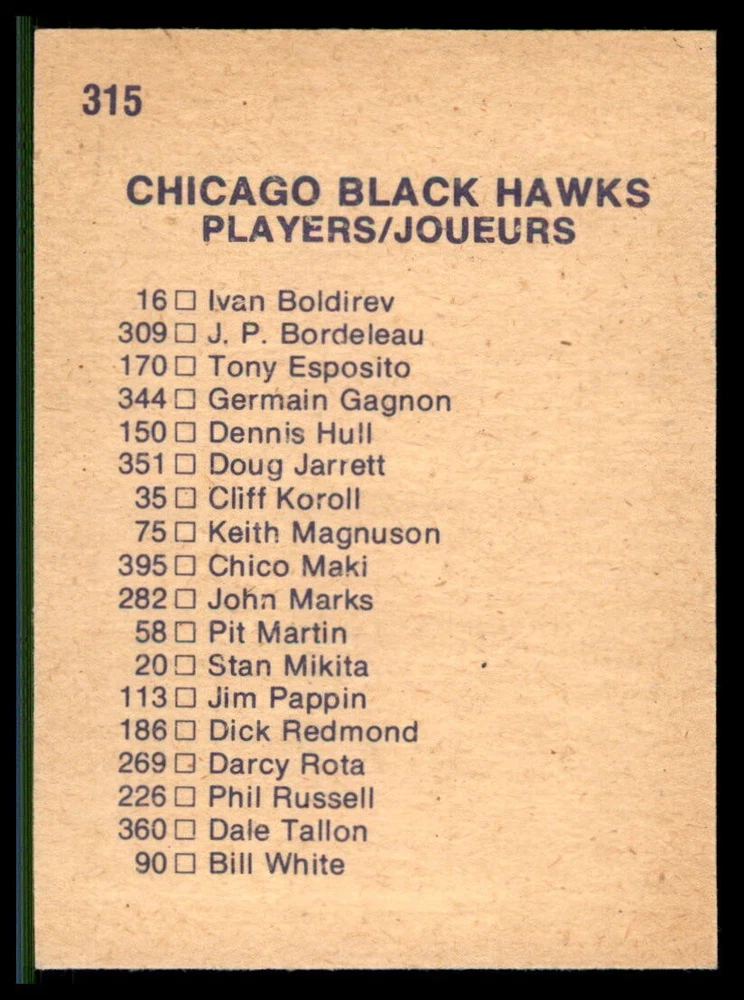 315
CHICAGO BLACK HAWKS
PLAYERS/JOUEURS
16 □ Ivan Boldirev
309 □ J. P. Bordeleau
170 □ Tony Esposito
344 □ Germain Gagnon
150 □ Dennis Hull
351 □ Doug Jarrett
35 □ Cliff Koroll
75 □ Keith Magnuson
395 □ Chico Maki
282 □ John Marks
58 □ Pit Martin
20 □ Stan Mikita
113 □ Jim Pappin
186 □ Dick Redmond
269 □ Darcy Rota
226 □ Phil Russell
360 □ Dale Tallon
90 □ Bill White